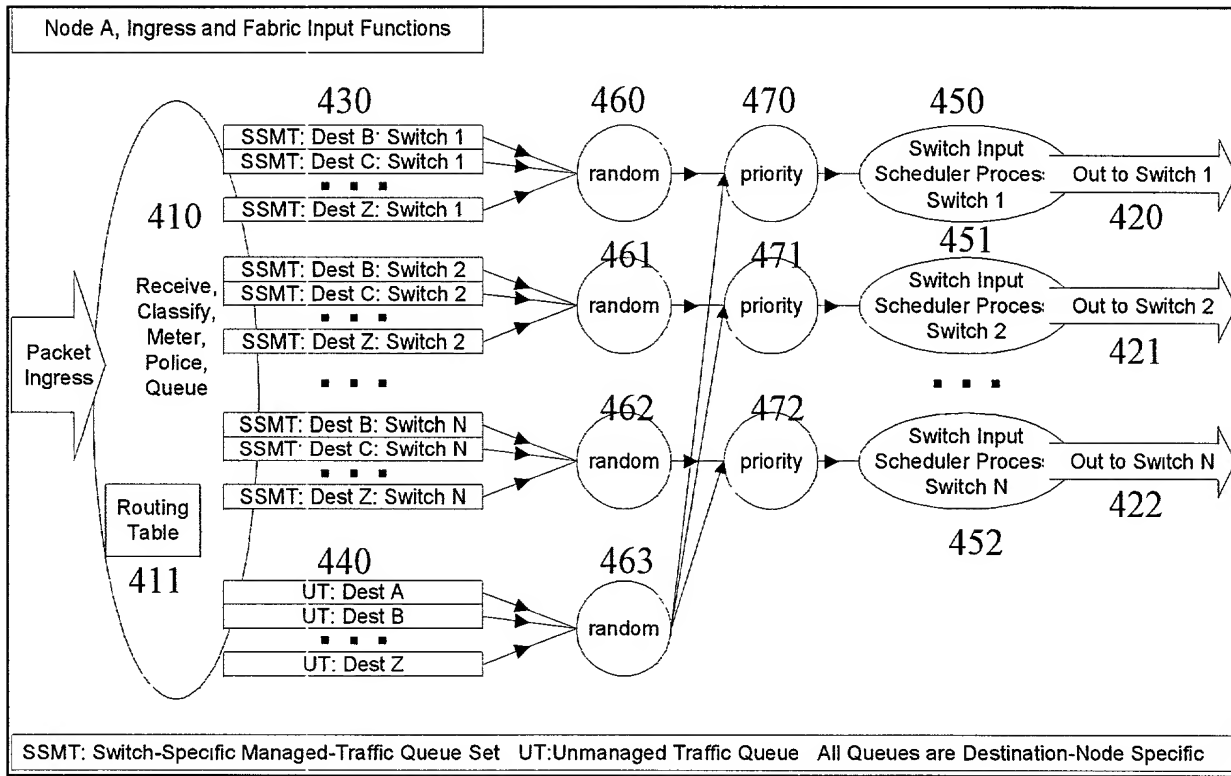 Node A, Ingress and Fabric Input Functions
430
460
470
450
SSMT: Dest B: Switch 1
SSMT: Dest C: Switch 1
SSMT: Dest Z: Switch 1
random
priority
Switch Input
Scheduler Proces
Switch 1
Out to Switch 1
420
410
461
471
451
Receive,
Classify,
Meter,
Police,
Queue
SSMT: Dest B: Switch 2
SSMT: Dest C: Switch 2
SSMT: Dest Z: Switch 2
random
priority
Switch Input
Scheduler Proces
Switch 2
Out to Switch 2
421
Packet
Ingress
462
472
SSMT: Dest B: Switch N
SSMT: Dest C: Switch N
SSMT: Dest Z: Switch N
random
priority
Switch Input
Scheduler Proces
Switch N
Out to Switch N
422
452
Routing
Table
411
440
463
UT: Dest A
UT: Dest B
UT: Dest Z
random
SSMT: Switch-Specific Managed-Traffic Queue Set UT:Unmanaged Traffic Queue All Queues are Destination-Node Specific